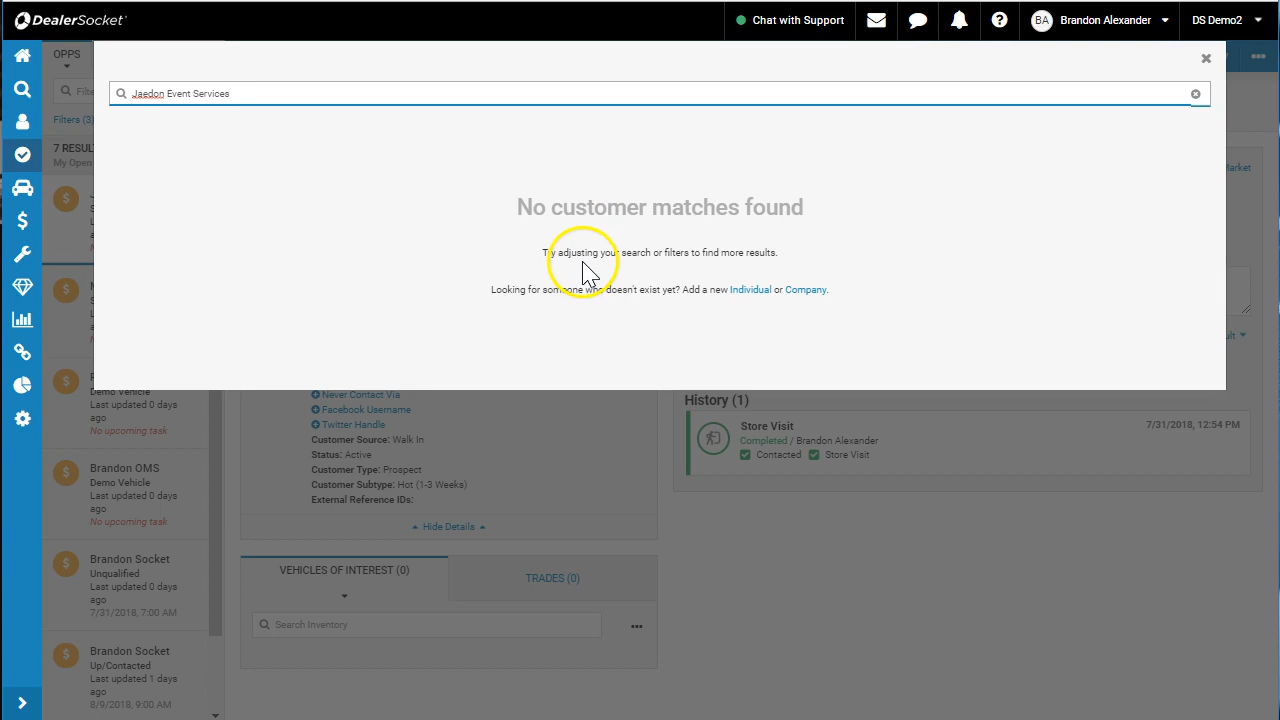 DealerSocket
Chat with Support
BA
Brandon Alexander
DS Demo2
OPPS
Jaedon Event Services
Filters (3)
7 RESUL
My Open
No customer matches found
Try adjusting your search or filters to find more results.
Looking for someone who doesn't exist yet? Add a new Individual or Company.
Market
Demo Vehicle
Last updated 0 days
ago
No upcoming task
Brandon OMS
Demo Vehicle
Last updated 0 days
ago
No upcoming task
Brandon Socket
Unqualified
Last updated 0 days
ago
7/31/2018, 7:00 AM
Brandon Socket
Up/Contacted
Last updated 1 days
ago
8/9/2018, 9:00 AM
Never Contact Via
Facebook Username
Twitter Handle
Customer Source: Walk In
Status: Active
Customer Type: Prospect
Customer Subtype: Hot (1-3 Weeks)
External Reference IDs:
Hide Details
VEHICLES OF INTEREST (0)
TRADES (0)
Search Inventory
History (1)
Store Visit
7/31/2018, 12:54 PM
Completed / Brandon Alexander
Contacted
Store Visit